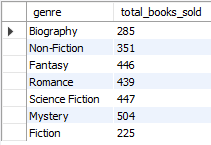 genre total_books_sold
Biography 285
Non-Fiction 351
Fantasy 446
Romance 439
Science Fiction 447
Mystery 504
Fiction 225